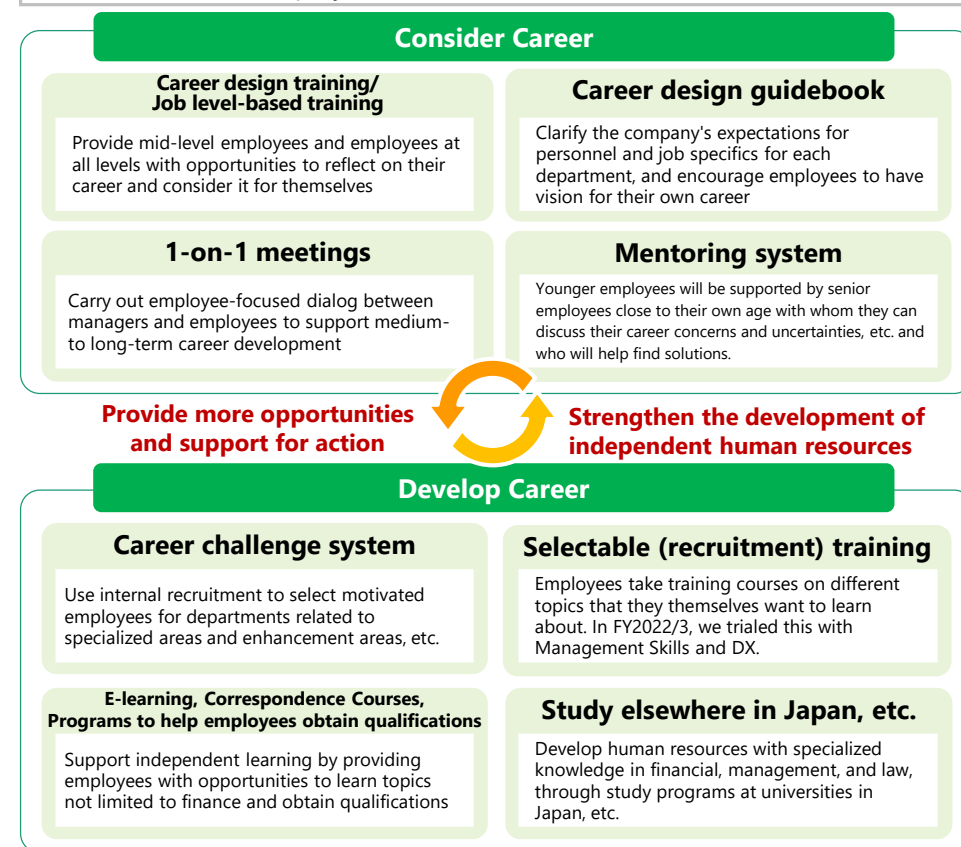 Consider Career
Career design training/
Job level-based training
Provide mid-level employees and employees at
all levels with opportunities to reflect on their
career and consider it for themselves
Career design guidebook
Clarify the company's expectations for
personnel and job specifics for each
department, and encourage employees to have
vision for their own career
1-on-1 meetings
Carry out employee-focused dialog between
managers and employees to support medium-
to long-term career development
Mentoring system
Younger employees will be supported by senior
employees close to their own age with whom they can
discuss their career concerns and uncertainties, etc. and
who will help find solutions.
Provide more opportunities
and support for action
Strengthen the development of
independent human resources
Develop Career
Career challenge system
Use internal recruitment to select motivated
employees for departments related to
specialized areas and enhancement areas, etc.
Selectable (recruitment) training
Employees take training courses on different
topics that they themselves want to learn
about. In FY2022/3, we trialed this with
Management Skills and DX.
E-learning, Correspondence Courses,
Programs to help employees obtain qualifications
Support independent learning by providing
employees with opportunities to learn topics
not limited to finance and obtain qualifications
Study elsewhere in Japan, etc.
Develop human resources with specialized
knowledge in financial, management, and law,
through study programs at universities in
Japan, etc.